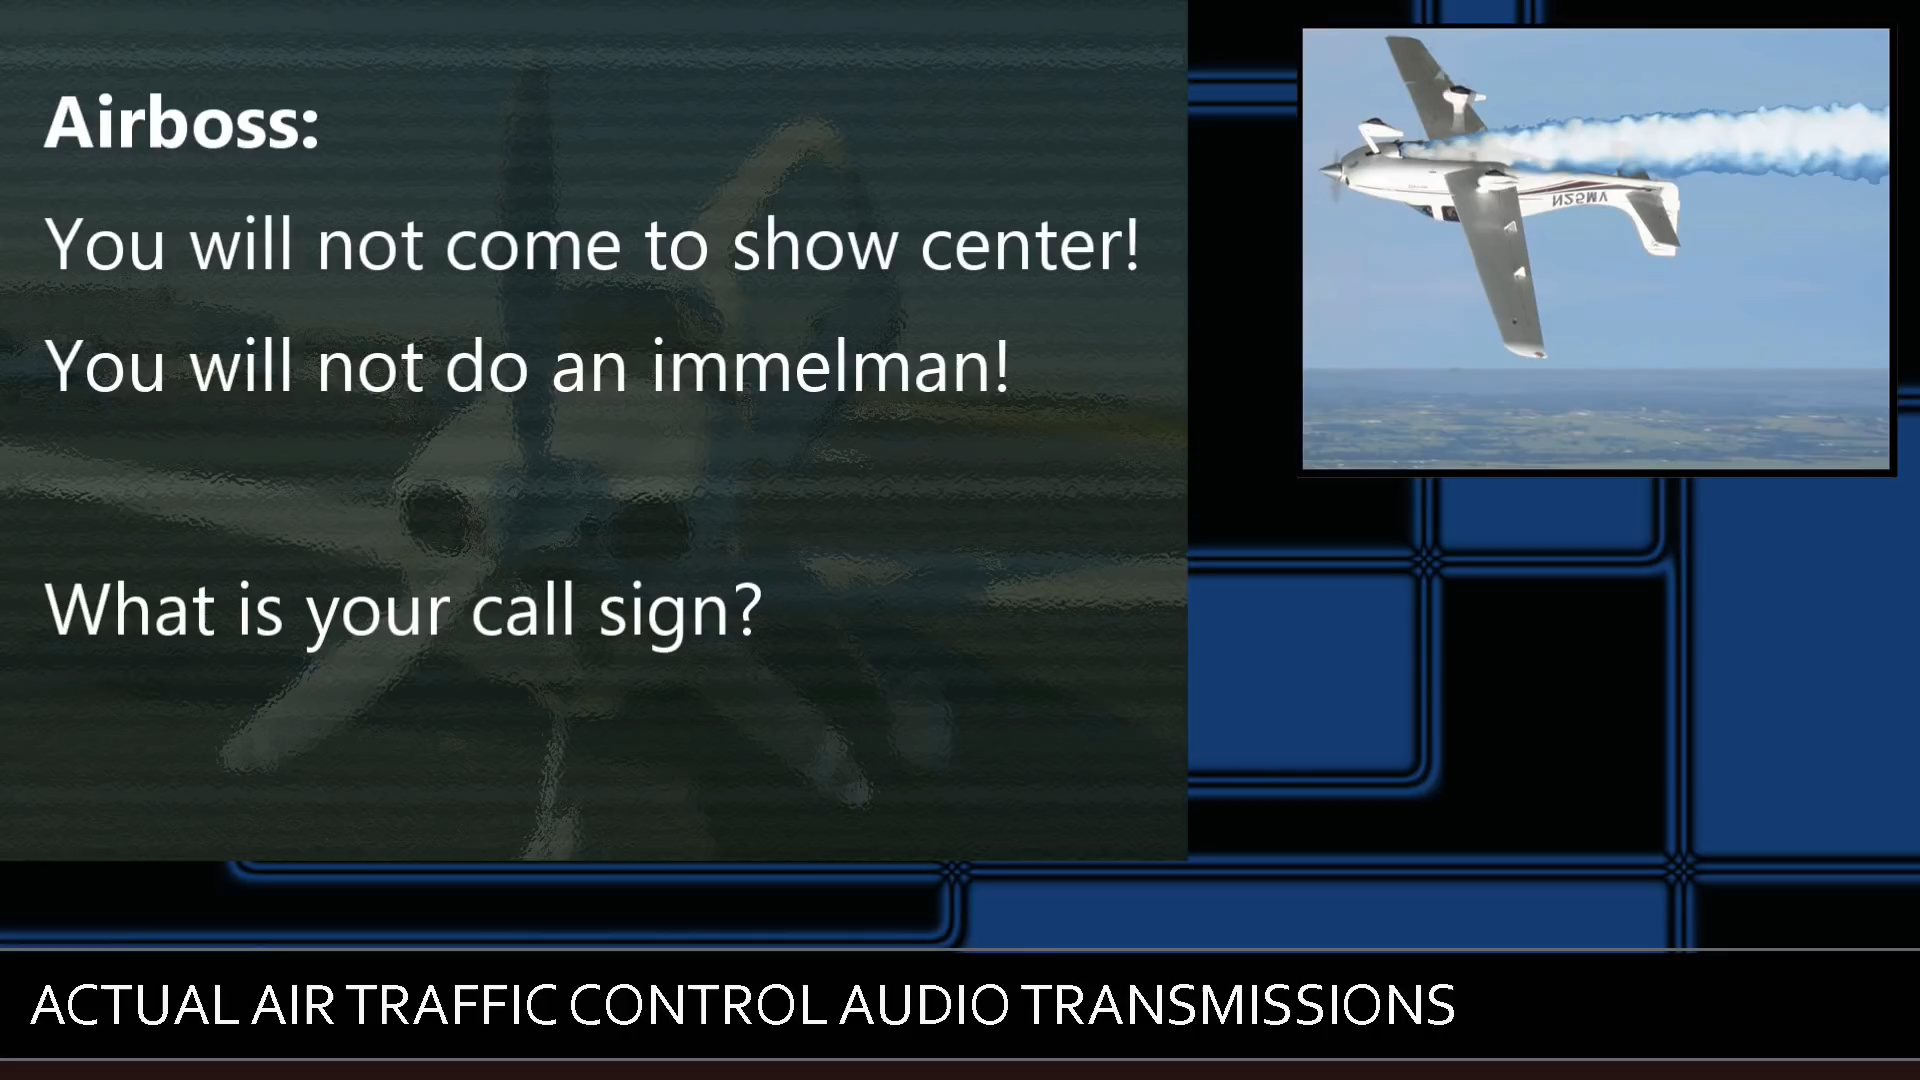 Airboss:
You will not come to show center!
You will not do an immelman!
What is your call sign?
N25MV
ACTUAL AIR TRAFFIC CONTROL AUDIO TRANSMISSIONS